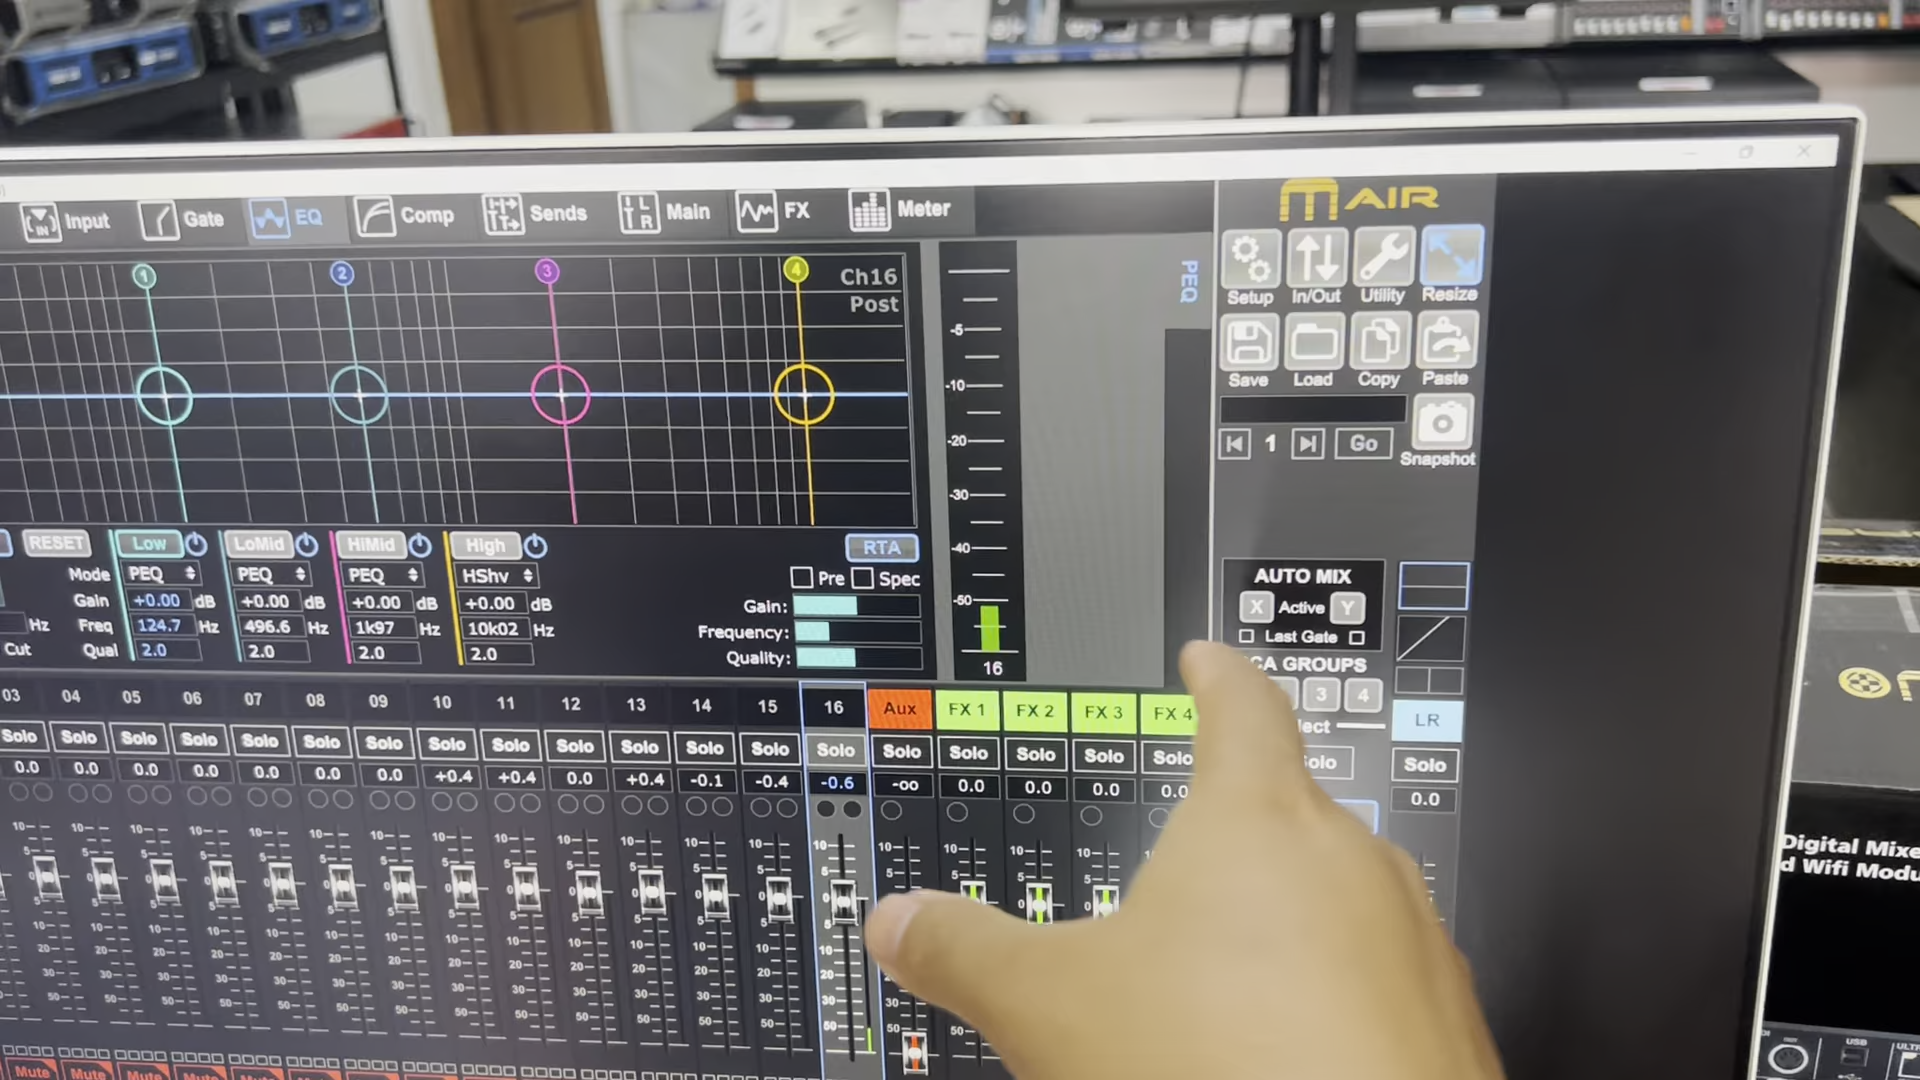 Input Gate EQ Comp Sends Main FX Meter
M AIR
1 2 3 4
Ch16
Post
PEQ
Setup In/Out Utility Resize
Save Load Copy Paste
1 Go
Snapshot
-5
-10
-20
-30
-40
-50
16
RESET Low LoMid HiMid High
RTA
Mode PEQ PEQ PEQ HShv
Pre Spec
Gain +0.00 dB +0.00 dB +0.00 dB +0.00 dB
Gain:
Hz Freq 124.7 Hz 496.6 Hz 1k97 Hz 10k02 Hz
Frequency:
Cut Qual 2.0 2.0 2.0 2.0
Quality:
AUTO MIX
X Active Y
Last Gate
CA GROUPS
3 4
lect
LR
03 04 05 06 07 08 09 10 11 12 13 14 15 16 Aux FX 1 FX 2 FX 3 FX 4
Solo Solo Solo Solo Solo Solo Solo Solo Solo Solo Solo Solo Solo Solo Solo Solo Solo Solo Solo olo Solo
0.0 0.0 0.0 0.0 0.0 0.0 0.0 +0.4 +0.4 0.0 +0.4 -0.1 -0.4 -0.6 -oo 0.0 0.0 0.0 0.0 0.0
Mute Mute Mute Mute
Digital Mixe
d Wifi Modu
USB
ULTR